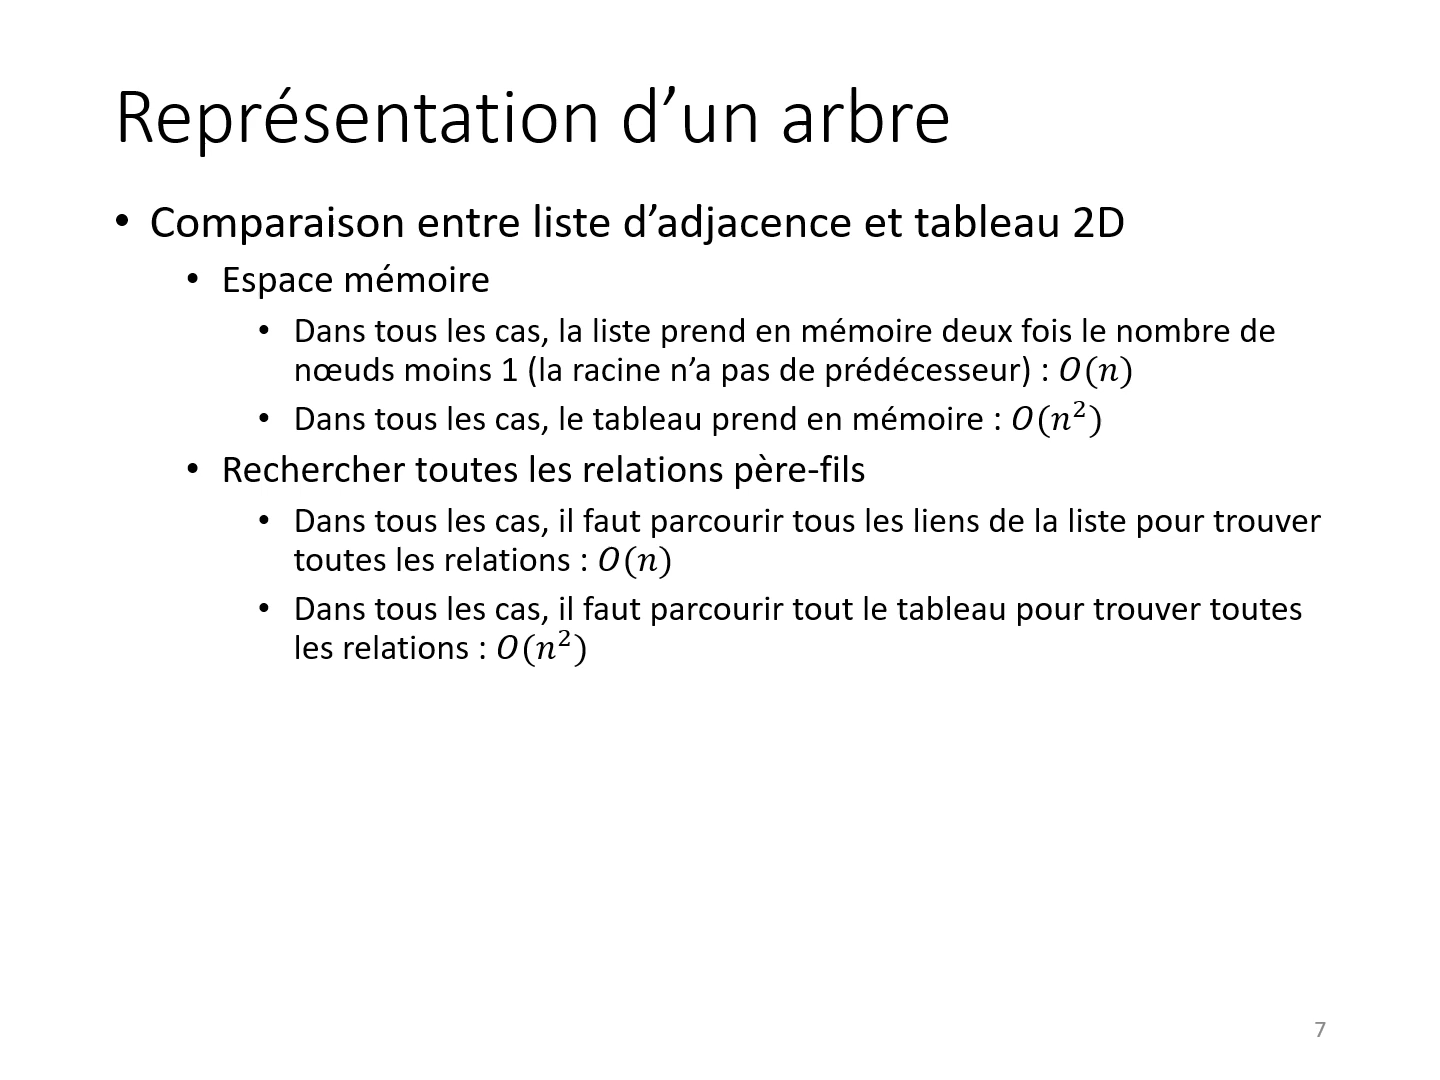 Représentation d’un arbre
• Comparaison entre liste d’adjacence et tableau 2D
• Espace mémoire
• Dans tous les cas, la liste prend en mémoire deux fois le nombre de
nœuds moins 1 (la racine n’a pas de prédécesseur) : O(n)
• Dans tous les cas, le tableau prend en mémoire : O(n²)
• Rechercher toutes les relations père-fils
• Dans tous les cas, il faut parcourir tous les liens de la liste pour trouver
toutes les relations : O(n)
• Dans tous les cas, il faut parcourir tout le tableau pour trouver toutes
les relations : O(n²)
7